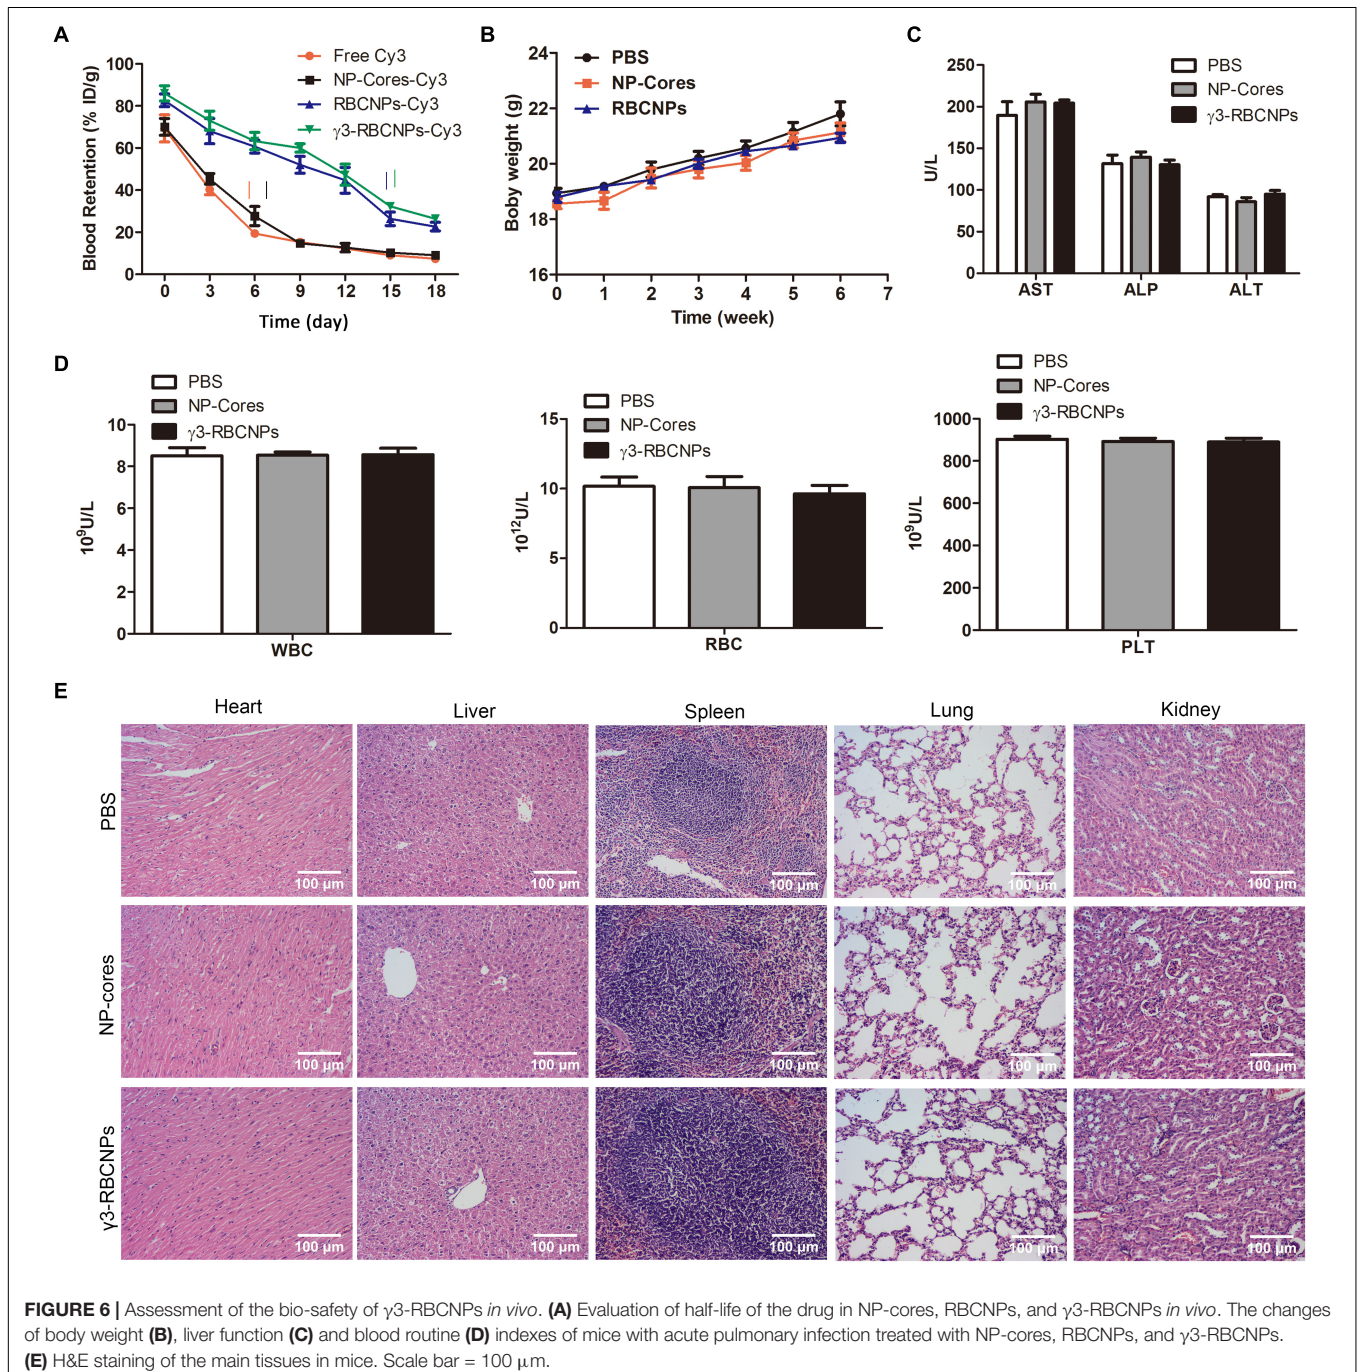 A
Free Cy3
NP-Cores-Cy3
RBCNPs-Cy3
γ3-RBCNPs-Cy3
Blood Retention (% ID/g)
100
80
60
40
20
0
0 3 6 9 12 15 18
Time (day)
B
PBS
NP-Cores
RBCNPs
Boby weight (g)
24
22
20
18
16
0 1 2 3 4 5 6 7
Time (week)
C
PBS
NP-Cores
γ3-RBCNPs
U/L
250
200
150
100
50
0
AST ALP ALT
D
PBS
NP-Cores
γ3-RBCNPs
10⁹U/L
10
8
6
4
2
0
WBC
PBS
NP-Cores
γ3-RBCNPs
10¹²U/L
15
10
5
0
RBC
PBS
NP-Cores
γ3-RBCNPs
10⁹U/L
1000
800
600
400
200
0
PLT
E
Heart Liver Spleen Lung Kidney
PBS
100 µm 100 µm 100 µm 100 µm 100 µm
NP-cores
100 µm 100 µm 100 µm 100 µm 100 µm
γ3-RBCNPs
100 µm 100 µm 100 µm 100 µm 100 µm
FIGURE 6 | Assessment of the bio-safety of γ3-RBCNPs in vivo. (A) Evaluation of half-life of the drug in NP-cores, RBCNPs, and γ3-RBCNPs in vivo. The changes
of body weight (B), liver function (C) and blood routine (D) indexes of mice with acute pulmonary infection treated with NP-cores, RBCNPs, and γ3-RBCNPs.
(E) H&E staining of the main tissues in mice. Scale bar = 100 µm.